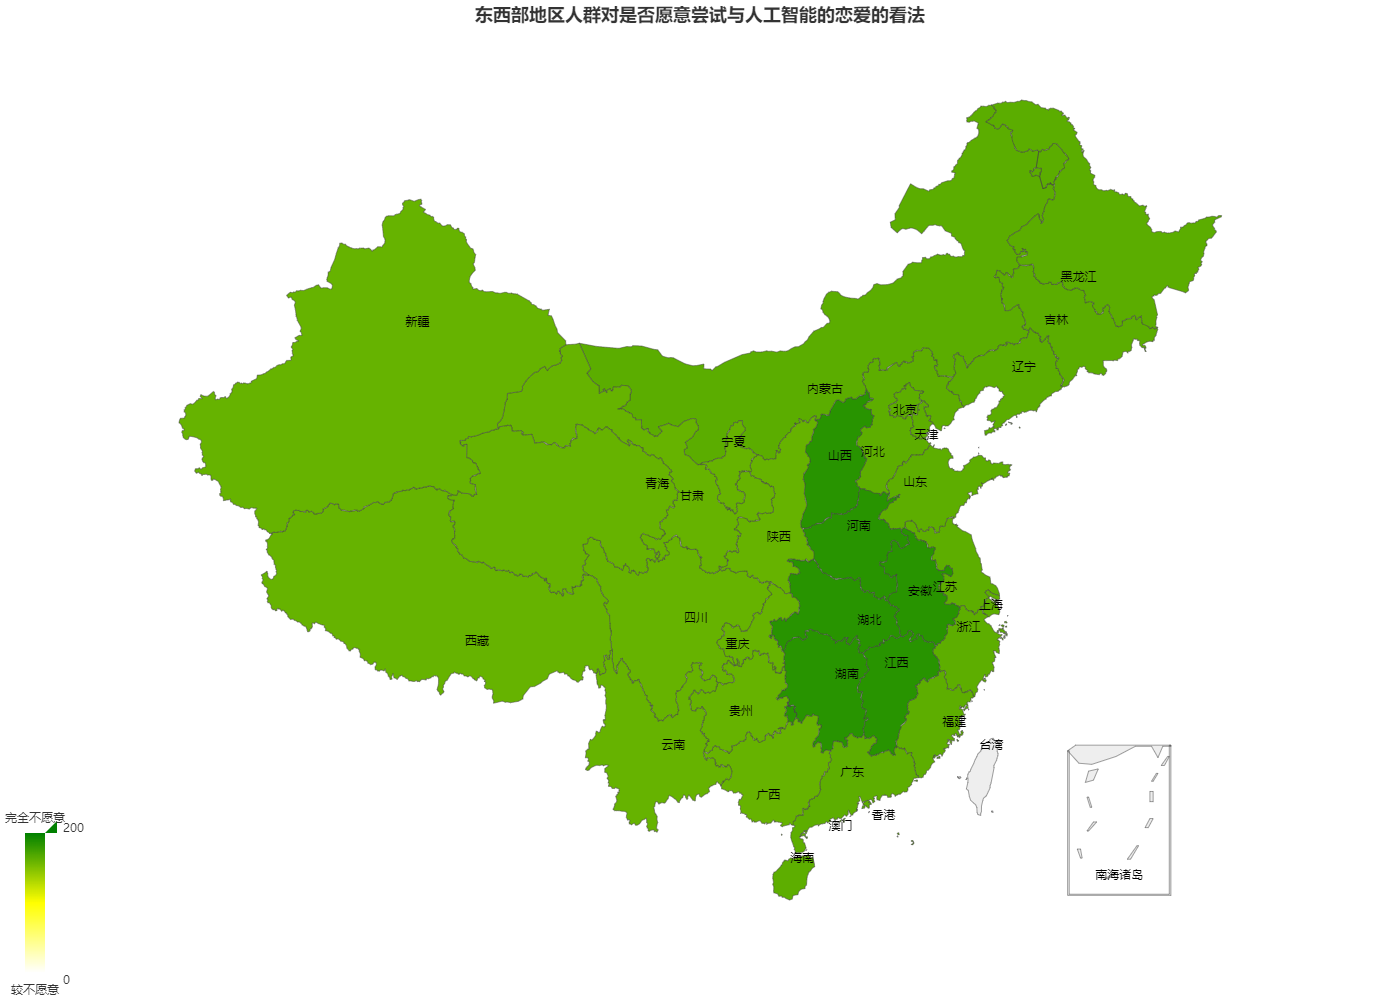 东西部地区人群对是否愿意尝试与人工智能的恋爱的看法
黑龙江
吉林
新疆
辽宁
内蒙古
北京
天津
宁夏
河北
山西
山东
青海
甘肃
河南
陕西
江苏
安徽
上海
四川
湖北
浙江
西藏
重庆
江西
湖南
贵州
福建
云南
台湾
广东
广西
香港
澳门
海南
南海诸岛
完全不愿意
200
0
较不愿意